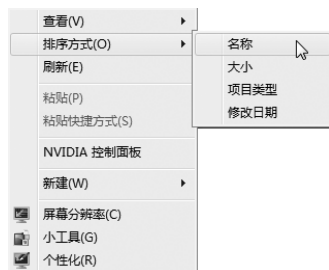 查看(V)
排序方式(O)
刷新(E)
粘贴(P)
粘贴快捷方式(S)
NVIDIA 控制面板
新建(W)
屏幕分辨率(C)
小工具(G)
个性化(R)
名称
大小
项目类型
修改日期